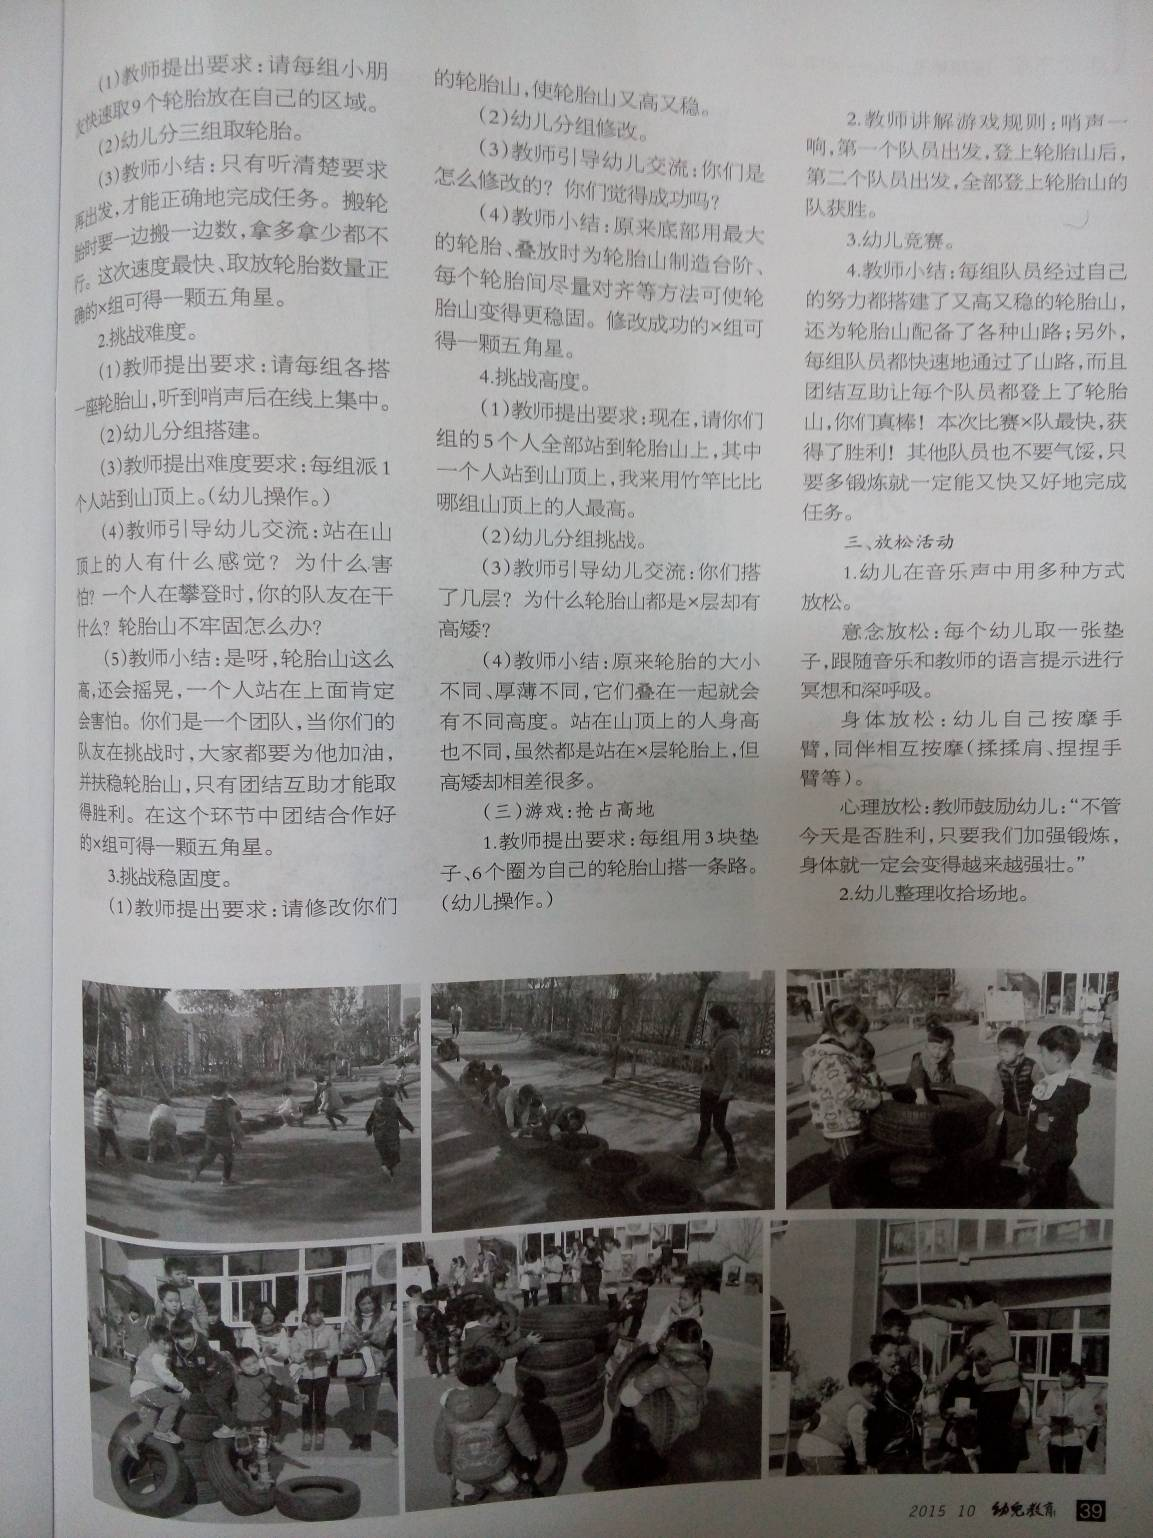 (1)教师提出要求:请每组小朋
友快速取9个轮胎放在自己的区域。
(2)幼儿分三组取轮胎。
(3)教师小结:只有听清楚要求
再出发,才能正确地完成任务。搬轮
胎时要一边搬一边数,拿多拿少都不
行。这次速度最快、取放轮胎数量正
确的×组可得一颗五角星。
2.挑战难度。
(1)教师提出要求:请每组各搭
一座轮胎山,听到哨声后在线上集中。
(2)幼儿分组搭建。
(3)教师提出难度要求:每组派1
个人站到山顶上。(幼儿操作。)
(4)教师引导幼儿交流:站在山
顶上的人有什么感觉？为什么害
怕？一个人在攀登时,你的队友在干
什么？轮胎山不牢固怎么办?
(5)教师小结:是呀,轮胎山这么
高,还会摇晃,一个人站在上面肯定
会害怕。你们是一个团队,当你们的
队友在挑战时,大家都要为他加油,
并扶稳轮胎山,只有团结互助才能取
得胜利。在这个环节中团结合作好
的×组可得一颗五角星。
3.挑战稳固度。
(1)教师提出要求:请修改你们
的轮胎山,使轮胎山又高又稳。
(2)幼儿分组修改。
(3)教师引导幼儿交流:你们是
怎么修改的？你们觉得成功吗?
(4)教师小结:原来底部用最大
的轮胎、叠放时为轮胎山制造台阶、
每个轮胎间尽量对齐等方法可使轮
胎山变得更稳固。修改成功的×组可
得一颗五角星。
4.挑战高度。
(1)教师提出要求:现在,请你们
组的5个人全部站到轮胎山上,其中
一个人站到山顶上,我来用竹竿比比
哪组山顶上的人最高。
(2)幼儿分组挑战。
(3)教师引导幼儿交流:你们搭
了几层？为什么轮胎山都是×层却有
高矮?
(4)教师小结:原来轮胎的大小
不同、厚薄不同,它们叠在一起就会
有不同高度。站在山顶上的人身高
也不同,虽然都是站在×层轮胎上,但
高矮却相差很多。
(三)游戏:抢占高地
1.教师提出要求:每组用3块垫
子、6个圈为自己的轮胎山搭一条路。
(幼儿操作。)
2.教师讲解游戏规则:哨声一
响,第一个队员出发,登上轮胎山后,
第二个队员出发,全部登上轮胎山的
队获胜。
3.幼儿竞赛。
4.教师小结:每组队员经过自己
的努力都搭建了又高又稳的轮胎山,
还为轮胎山配备了各种山路;另外,
每组队员都快速地通过了山路,而且
团结互助让每个队员都登上了轮胎
山,你们真棒！本次比赛×队最快,获
得了胜利！其他队员也不要气馁,只
要多锻炼就一定能又快又好地完成
任务。
三、放松活动
1.幼儿在音乐声中用多种方式
放松。
意念放松:每个幼儿取一张垫
子,跟随音乐和教师的语言提示进行
冥想和深呼吸。
身体放松:幼儿自己按摩手
臂,同伴相互按摩(揉揉肩、捏捏手
臂等)。
心理放松:教师鼓励幼儿:“不管
今天是否胜利,只要我们加强锻炼,
身体就一定会变得越来越强壮。”
2.幼儿整理收拾场地。
2015 10 幼儿教育 39